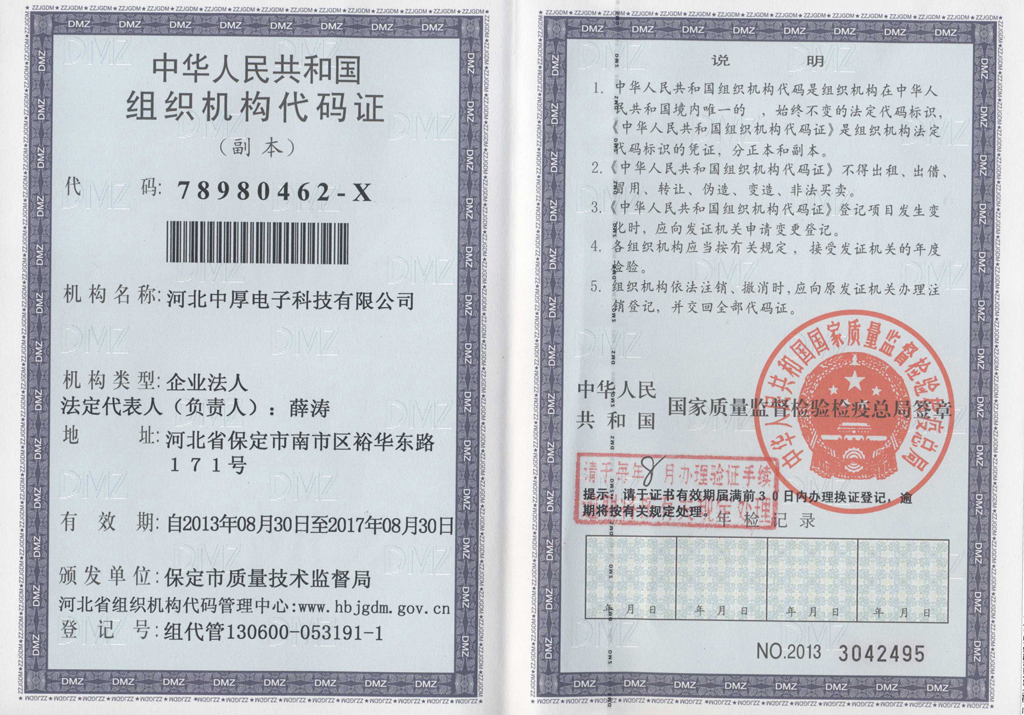 中华人民共和国
组织机构代码证
（副本）
代 码: 78980462-X
机构名称: 河北中厚电子科技有限公司
机构类型: 企业法人
法定代表人（负责人）: 薛涛
地 址: 河北省保定市南市区裕华东路
１７１号
有 效 期: 自2013年08月30日至2017年08月30日
颁发单位: 保定市质量技术监督局
河北省组织机构代码管理中心:www.hbjgdm.gov.cn
登 记 号: 组代管130600-053191-1
说 明
1. 中华人民共和国组织机构代码是组织机构在中华人
民共和国境内唯一的 ，始终不变的法定代码标识，
《中华人民共和国组织机构代码证》是组织机构法定
代码标识的凭证，分正本和副本。
2.《中华人民共和国组织机构代码证》不得出租、出借、
冒用、转让、伪造、变造、非法买卖。
3.《中华人民共和国组织机构代码证》登记项目发生变
化时，应向发证机关申请变更登记。
4. 各组织机构应当按有关规定，接受发证机关的年度
检验。
5. 组织机构依法注销、撤消时，应向原发证机关办理注
销登记，并交回全部代码证。
中华人民共和国国家质量监督检验检疫总局
中华人民
共和国
国家质量监督检验检疫总局签章
请于每年8月办理验证手续
提示：请于证书有效期届满前30日内办理换证登记，逾
期将按有关规定处理。
年检记录
年 月 日
年 月 日
年 月 日
年 月 日
NO.2013 3042495